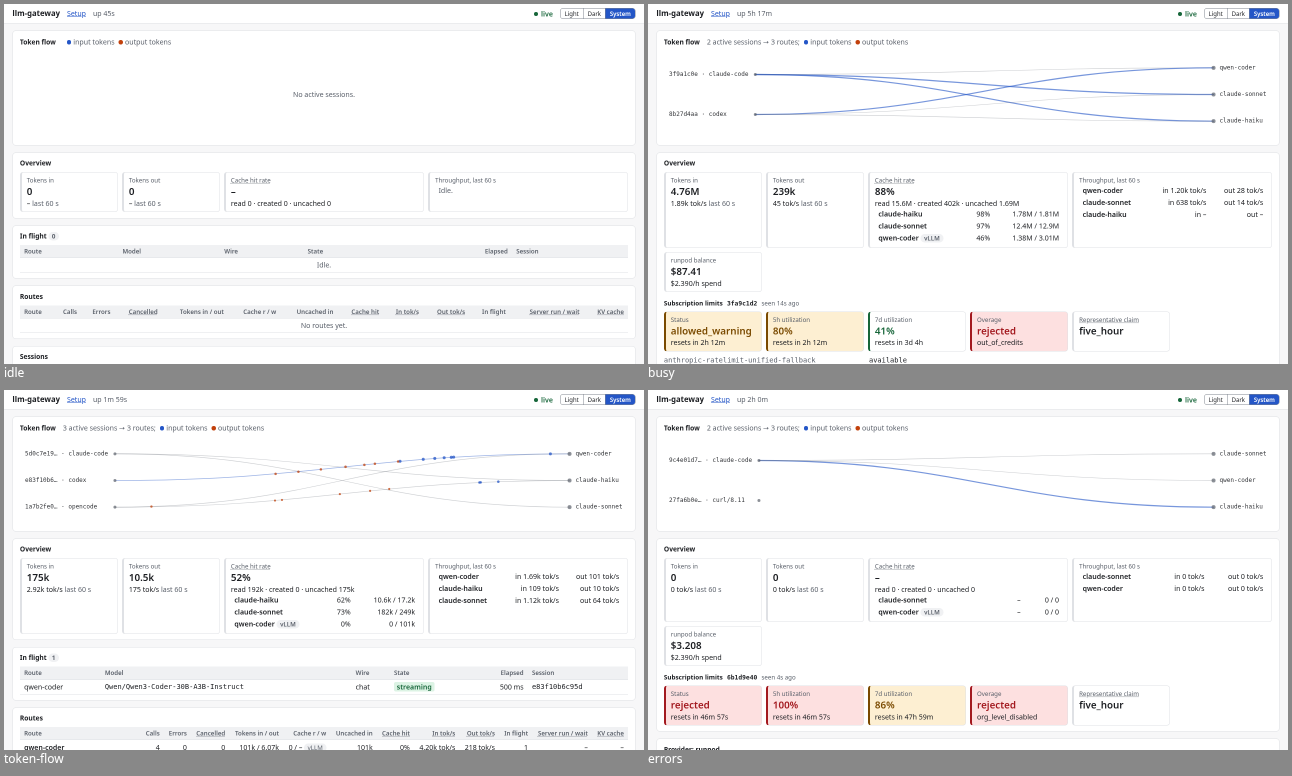 llm-gateway Setup up 45s live Light Dark System
Token flow input tokens output tokens
No active sessions.
Overview
Tokens in
0
– last 60 s
Tokens out
0
– last 60 s
Cache hit rate
–
read 0 · created 0 · uncached 0
Throughput, last 60 s
Idle.
In flight 0
Route Model Wire State Elapsed Session
Idle.
Routes
Route Calls Errors Cancelled Tokens in / out Cache r / w Uncached in Cache hit In tok/s Out tok/s In flight Server run / wait KV cache
No routes yet.
Sessions
idle
llm-gateway Setup up 5h 17m live Light Dark System
Token flow 2 active sessions → 3 routes; input tokens output tokens
3f9a1c0e · claude-code
8b27d4aa · codex
qwen-coder
claude-sonnet
claude-haiku
Overview
Tokens in
4.76M
1.89k tok/s last 60 s
Tokens out
239k
45 tok/s last 60 s
Cache hit rate
88%
read 15.6M · created 402k · uncached 1.69M
claude-haiku 98% 1.78M / 1.81M
claude-sonnet 97% 12.4M / 12.9M
qwen-coder vLLM 46% 1.38M / 3.01M
Throughput, last 60 s
qwen-coder in 1.20k tok/s out 28 tok/s
claude-sonnet in 638 tok/s out 14 tok/s
claude-haiku in – out –
runpod balance
$87.41
$2.390/h spend
Subscription limits 3fa9c1d2 seen 14s ago
Status
allowed_warning
resets in 2h 12m
5h utilization
80%
resets in 2h 12m
7d utilization
41%
resets in 3d 4h
Overage
rejected
out_of_credits
Representative claim
five_hour
anthropic-ratelimit-unified-fallback available
busy
llm-gateway Setup up 1m 59s live Light Dark System
Token flow 3 active sessions → 3 routes; input tokens output tokens
5d0c7e19… · claude-code
e83f10b6… · codex
1a7b2fe0… · opencode
qwen-coder
claude-haiku
claude-sonnet
Overview
Tokens in
175k
2.92k tok/s last 60 s
Tokens out
10.5k
175 tok/s last 60 s
Cache hit rate
52%
read 192k · created 0 · uncached 175k
claude-haiku 62% 10.6k / 17.2k
claude-sonnet 73% 182k / 249k
qwen-coder vLLM 0% 0 / 101k
Throughput, last 60 s
qwen-coder in 1.69k tok/s out 101 tok/s
claude-haiku in 109 tok/s out 10 tok/s
claude-sonnet in 1.12k tok/s out 64 tok/s
In flight 1
Route Model Wire State Elapsed Session
qwen-coder Qwen/Qwen3-Coder-30B-A3B-Instruct chat streaming 500 ms e83f10b6c95d
Routes
Route Calls Errors Cancelled Tokens in / out Cache r / w Uncached in Cache hit In tok/s Out tok/s In flight Server run / wait KV cache
qwen-coder 4 0 0 101k / 6.07k 0 / – vLLM 101k 0% 4.20k tok/s 218 tok/s 1 – –
token-flow
llm-gateway Setup up 2h 0m live Light Dark System
Token flow 2 active sessions → 3 routes; input tokens output tokens
9c4e01d7… · claude-code
27fa6b0e… · curl/8.11
claude-sonnet
qwen-coder
claude-haiku
Overview
Tokens in
0
0 tok/s last 60 s
Tokens out
0
0 tok/s last 60 s
Cache hit rate
–
read 0 · created 0 · uncached 0
claude-sonnet – 0 / 0
qwen-coder vLLM – 0 / 0
Throughput, last 60 s
claude-sonnet in 0 tok/s out 0 tok/s
qwen-coder in 0 tok/s out 0 tok/s
runpod balance
$3.208
$2.390/h spend
Subscription limits 6b1d9e40 seen 4s ago
Status
rejected
resets in 46m 57s
5h utilization
100%
resets in 46m 57s
7d utilization
86%
resets in 47h 59m
Overage
rejected
org_level_disabled
Representative claim
five_hour
Provider: runpod
errors